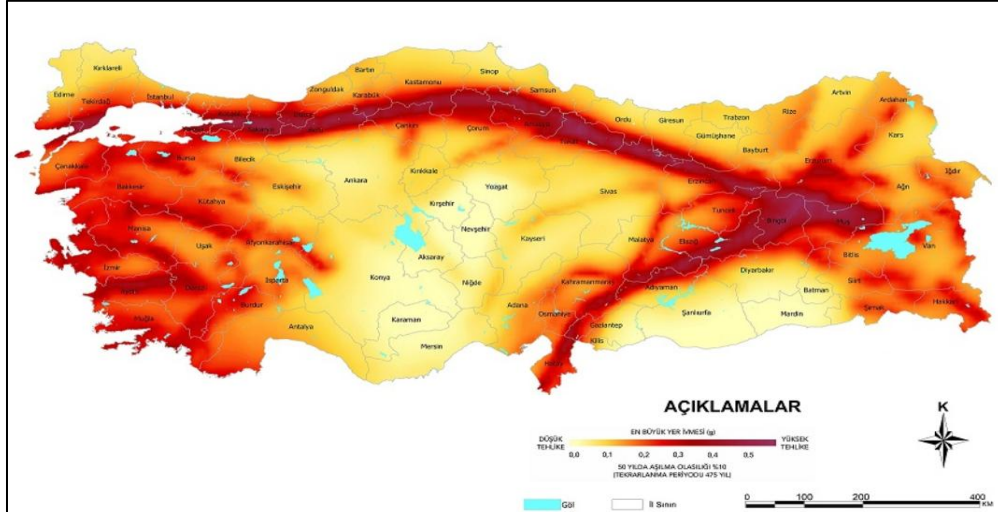 Kırklareli
Edirne
Tekirdağ
İstanbul
Zonguldak
Bartın
Karabük
Kastamonu
Sinop
Samsun
Ordu
Giresun
Trabzon
Rize
Artvin
Ardahan
Kars
Gümüşhane
Bayburt
Erzurum
Ağrı
Iğdır
Çanakkale
Bursa
Bilecik
Eskişehir
Ankara
Çankırı
Çorum
Kırıkkale
Yozgat
Kırşehir
Nevşehir
Sivas
Erzincan
Tunceli
Bingöl
Muş
Van
Bitlis
Balıkesir
Kütahya
Manisa
Uşak
Afyonkarahisar
İzmir
Aydın
Denizli
Isparta
Burdur
Muğla
Antalya
Konya
Aksaray
Niğde
Kayseri
Malatya
Elazığ
Diyarbakır
Batman
Siirt
Şırnak
Hakkari
Mardin
Şanlıurfa
Adıyaman
Kahramanmaraş
Adana
Osmaniye
Gaziantep
Kilis
Hatay
Karaman
Mersin
AÇIKLAMALAR
EN BÜYÜK YER İVMESİ (g)
DÜŞÜK TEHLİKE
YÜKSEK TEHLİKE
0,0 0,1 0,2 0,3 0,4 0,5
50 YILDA AŞILMA OLASILIĞI %10
(TEKRARLANMA PERİYODU 475 YIL)
Göl
İl Sınırı
K
0 100 200 400
KM